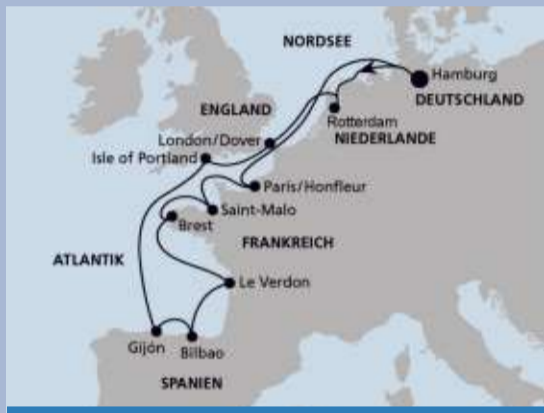 NORDSEE
Hamburg
DEUTSCHLAND
ENGLAND
Rotterdam
London/Dover
NIEDERLANDE
Isle of Portland
Paris/Honfleur
Saint-Malo
Brest
FRANKREICH
ATLANTIK
Le Verdon
Gijón
Bilbao
SPANIEN